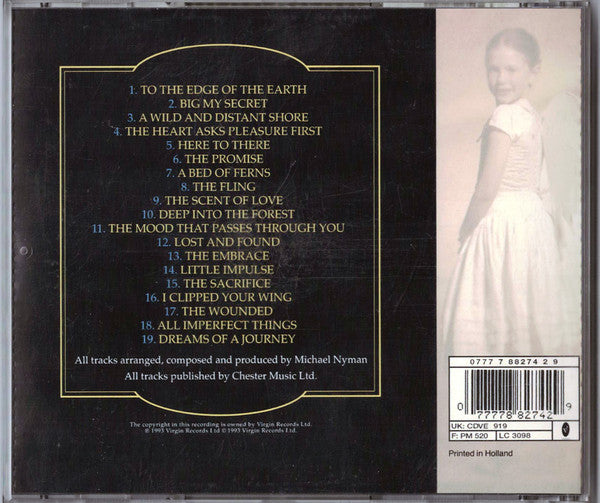 1. TO THE EDGE OF THE EARTH
2. BIG MY SECRET
3. A WILD AND DISTANT SHORE
4. THE HEART ASKS PLEASURE FIRST
5. HERE TO THERE
6. THE PROMISE
7. A BED OF FERNS
8. THE FLING
9. THE SCENT OF LOVE
10. DEEP INTO THE FOREST
11. THE MOOD THAT PASSES THROUGH YOU
12. LOST AND FOUND
13. THE EMBRACE
14. LITTLE IMPULSE
15. THE SACRIFICE
16. I CLIPPED YOUR WING
17. THE WOUNDED
18. ALL IMPERFECT THINGS
19. DREAMS OF A JOURNEY
All tracks arranged, composed and produced by Michael Nyman
All tracks published by Chester Music Ltd.
The copyright in this recording is owned by Virgin Records Ltd.
℗ 1993 Virgin Records Ltd © 1993 Virgin Records Ltd.
0777 7 88274 2 9
0 77778 82742 9
UK: CDVE 919
F: PM 520 LC 3098
Printed in Holland